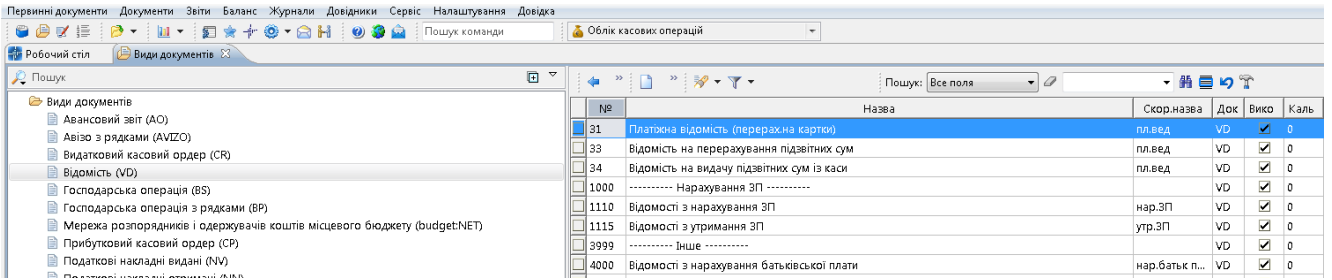 Первинні документи Документи Звіти Баланс Журнали Довідники Сервіс Налаштування Довідка
Пошук команди Облік касових операцій
Робочий стіл Види документів
Пошук
Пошук: Все поля
Види документів
Авансовий звіт (AO)
Авізо з рядками (AVIZO)
Видатковий касовий ордер (CR)
Відомість (VD)
Господарська операція (BS)
Господарська операція з рядками (BP)
Мережа розпорядників і одержувачів коштів місцевого бюджету (budget:NET)
Прибутковий касовий ордер (CP)
Податкові накладні видані (NV)
Податкові накладні отримані (NN)
№ Назва Скор.назва Док Вико Каль
31 Платіжна відомість (перерах.на картки) пл.вед VD 0
33 Відомість на перерахування підзвітних сум пл.вед VD 0
34 Відомість на видачу підзвітних сум із каси пл.вед VD 0
1000 ---------- Нарахування ЗП ---------- VD 0
1110 Відомості з нарахування ЗП нар.ЗП VD 0
1115 Відомості з утримання ЗП утр.ЗП VD 0
3999 ---------- Інше ---------- VD 0
4000 Відомості з нарахування батьківської плати нар.батьк п... VD 0